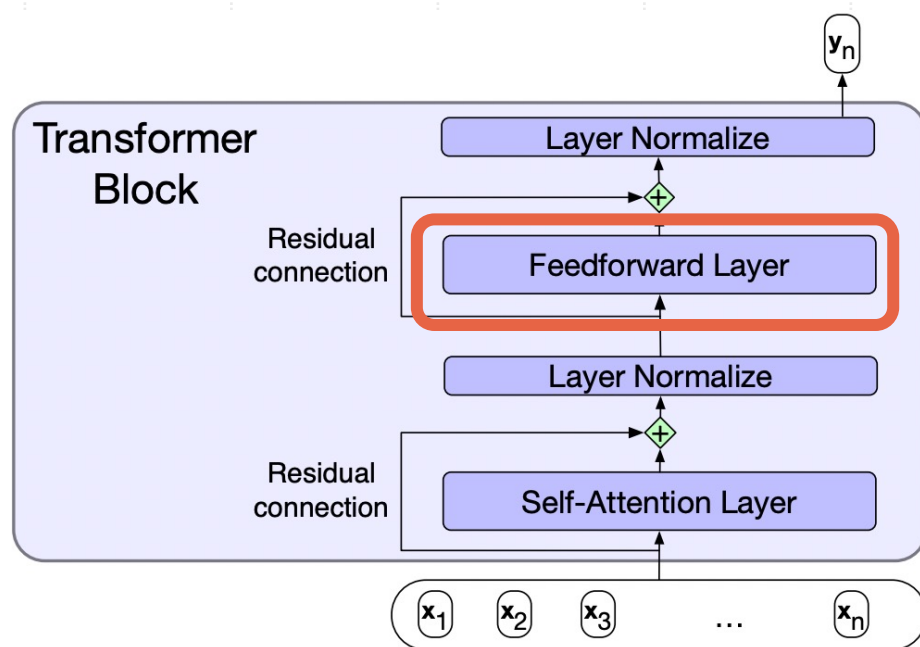 yn
Transformer
Block
Layer Normalize
+
Residual
connection
Feedforward Layer
Layer Normalize
+
Residual
connection
Self-Attention Layer
x1 x2 x3 ... xn